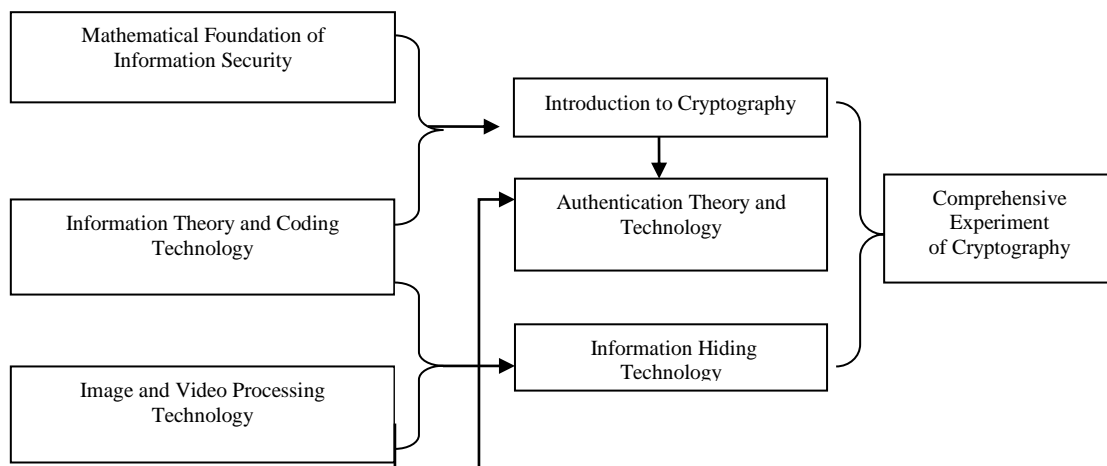 Mathematical Foundation of
Information Security
Information Theory and Coding
Technology
Image and Video Processing
Technology
Introduction to Cryptography
Authentication Theory and
Technology
Information Hiding
Technology
Comprehensive
Experiment
of Cryptography